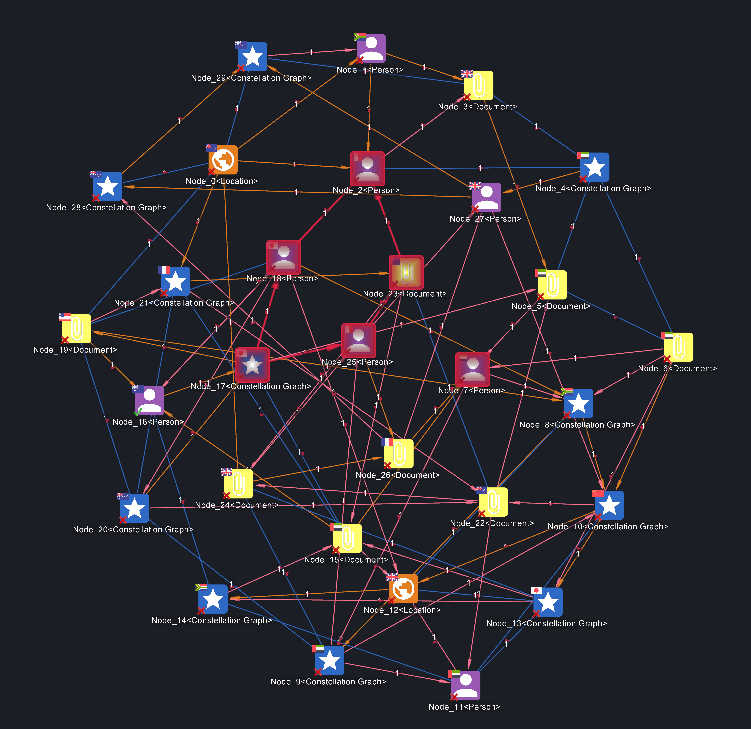 Node_1<Person>
Node_29<Constellation Graph>
Node_3<Document>
Node_0<Location>
Node_2<Person>
Node_4<Constellation Graph>
Node_28<Constellation Graph>
Node_27<Person>
Node_18<Person>
Node_23<Document>
Node_21<Constellation Graph>
Node_5<Document>
Node_19<Document>
Node_25<Person>
Node_6<Document>
Node_17<Constellation Graph>
Node_7<Person>
Node_16<Person>
Node_8<Constellation Graph>
Node_26<Document>
Node_24<Document>
Node_22<Document>
Node_10<Constellation Graph>
Node_20<Constellation Graph>
Node_15<Document>
Node_12<Location>
Node_14<Constellation Graph>
Node_13<Constellation Graph>
Node_9<Constellation Graph>
Node_11<Person>